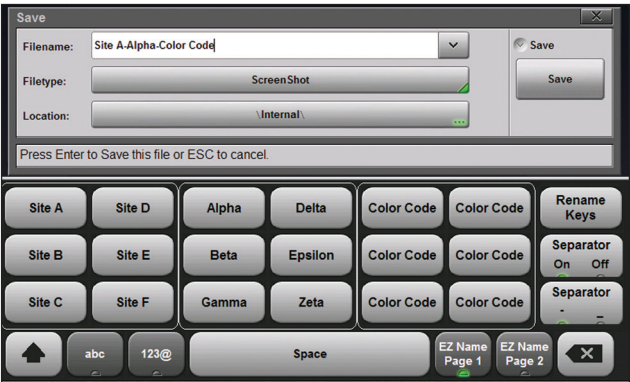 Save
Filename: Site A-Alpha-Color Code
Save
Filetype: ScreenShot
Save
Location: \Internal\
...
Press Enter to Save this file or ESC to cancel.
Site A Site D Alpha Delta Color Code Color Code Rename Keys
Site B Site E Beta Epsilon Color Code Color Code Separator
On Off
Site C Site F Gamma Zeta Color Code Color Code Separator
- _
abc 123@ Space EZ Name Page 1 EZ Name Page 2